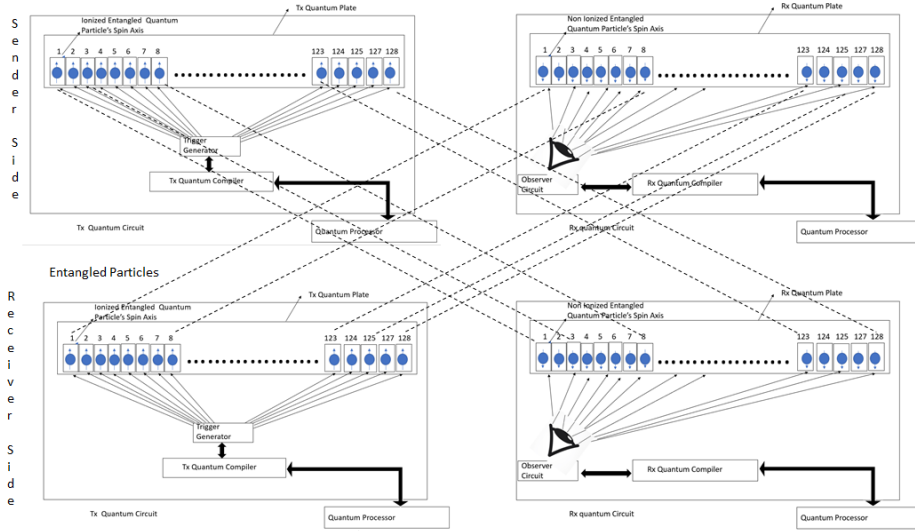 Sender Side
Tx Quantum Plate
Ionized Entangled Quantum
Particle's Spin Axis
1 2 3 4 5 6 7 8 123 124 125 127 128
Trigger
Generator
Tx Quantum Compiler
Tx Quantum Circuit
Quantum Processor
Rx Quantum Plate
Non Ionized Entangled
Quantum Particle's Spin Axis
1 2 3 4 5 6 7 8 123 124 125 127 128
Observer
Circuit
Rx Quantum Compiler
Rx quantum Circuit
Quantum Processor
Entangled Particles
Receiver Side
Tx Quantum Plate
Ionized Entangled Quantum
Particle's Spin Axis
1 2 3 4 5 6 7 8 123 124 125 127 128
Trigger
Generator
Tx Quantum Compiler
Tx Quantum Circuit
Quantum Processor
Rx Quantum Plate
Non Ionized Entangled
Quantum Particle's Spin Axis
1 2 3 4 5 6 7 8 123 124 125 127 128
Observer
Circuit
Rx Quantum Compiler
Rx quantum Circuit
Quantum Processor